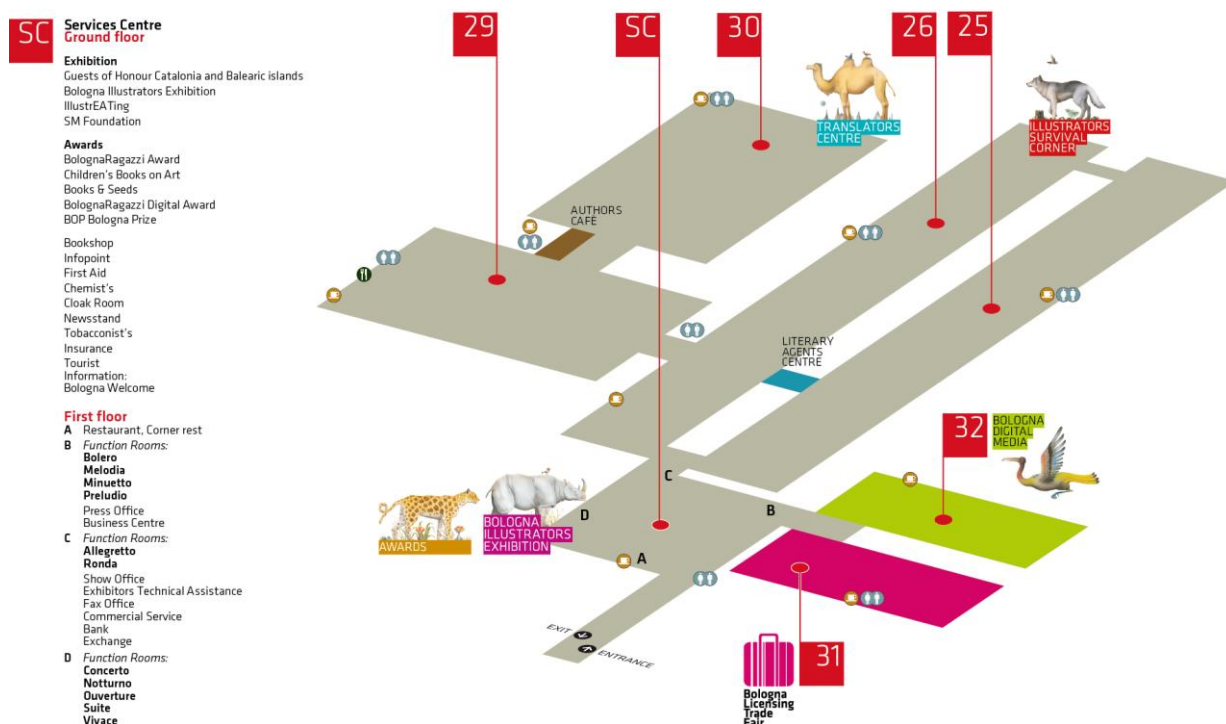 SC
Services Centre
Ground floor
Exhibition
Guests of Honour Catalonia and Balearic islands
Bologna Illustrators Exhibition
IllustrEATing
SM Foundation
Awards
BolognaRagazzi Award
Children's Books on Art
Books & Seeds
BolognaRagazzi Digital Award
BOP Bologna Prize
Bookshop
Infopoint
First Aid
Chemist's
Cloak Room
Newsstand
Tobacconist's
Insurance
Tourist
Information:
Bologna Welcome
First floor
A Restaurant, Corner rest
B Function Rooms:
Bolero
Melodia
Minuetto
Preludio
Press Office
Business Centre
C Function Rooms:
Allegretto
Ronda
Show Office
Exhibitors Technical Assistance
Fax Office
Commercial Service
Bank
Exchange
D Function Rooms:
Concerto
Notturno
Ouverture
Suite
Vivace
29
SC
30
26
25
TRANSLATORS
CENTRE
ILLUSTRATORS
SURVIVAL
CORNER
AUTHORS
CAFÉ
LITERARY
AGENTS
CENTRE
32
BOLOGNA
DIGITAL
MEDIA
C
D
B
A
AWARDS
BOLOGNA
ILLUSTRATORS
EXHIBITION
EXIT
ENTRANCE
31
Bologna
Licensing
Trade
Fair